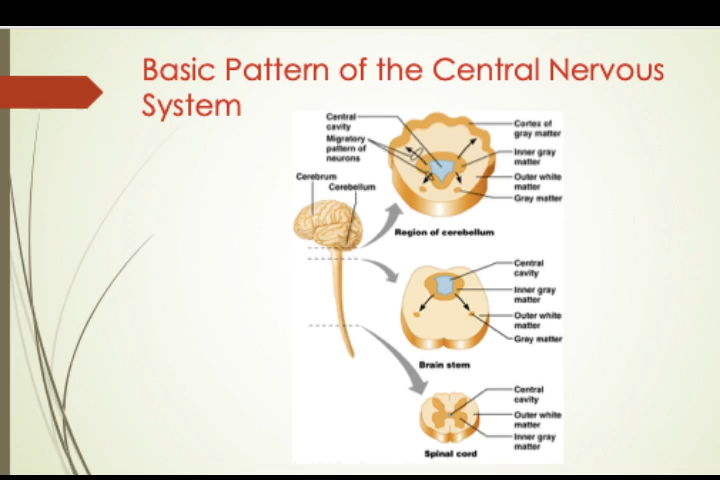 Basic Pattern of the Central Nervous
System
Central
cavity
Migratory
pattern of
neurons
Cortex of
gray matter
Inner gray
matter
Outer white
matter
Gray matter
Cerebrum
Cerebellum
Region of cerebellum
Central
cavity
Inner gray
matter
Outer white
matter
Gray matter
Brain stem
Central
cavity
Outer white
matter
Inner gray
matter
Spinal cord